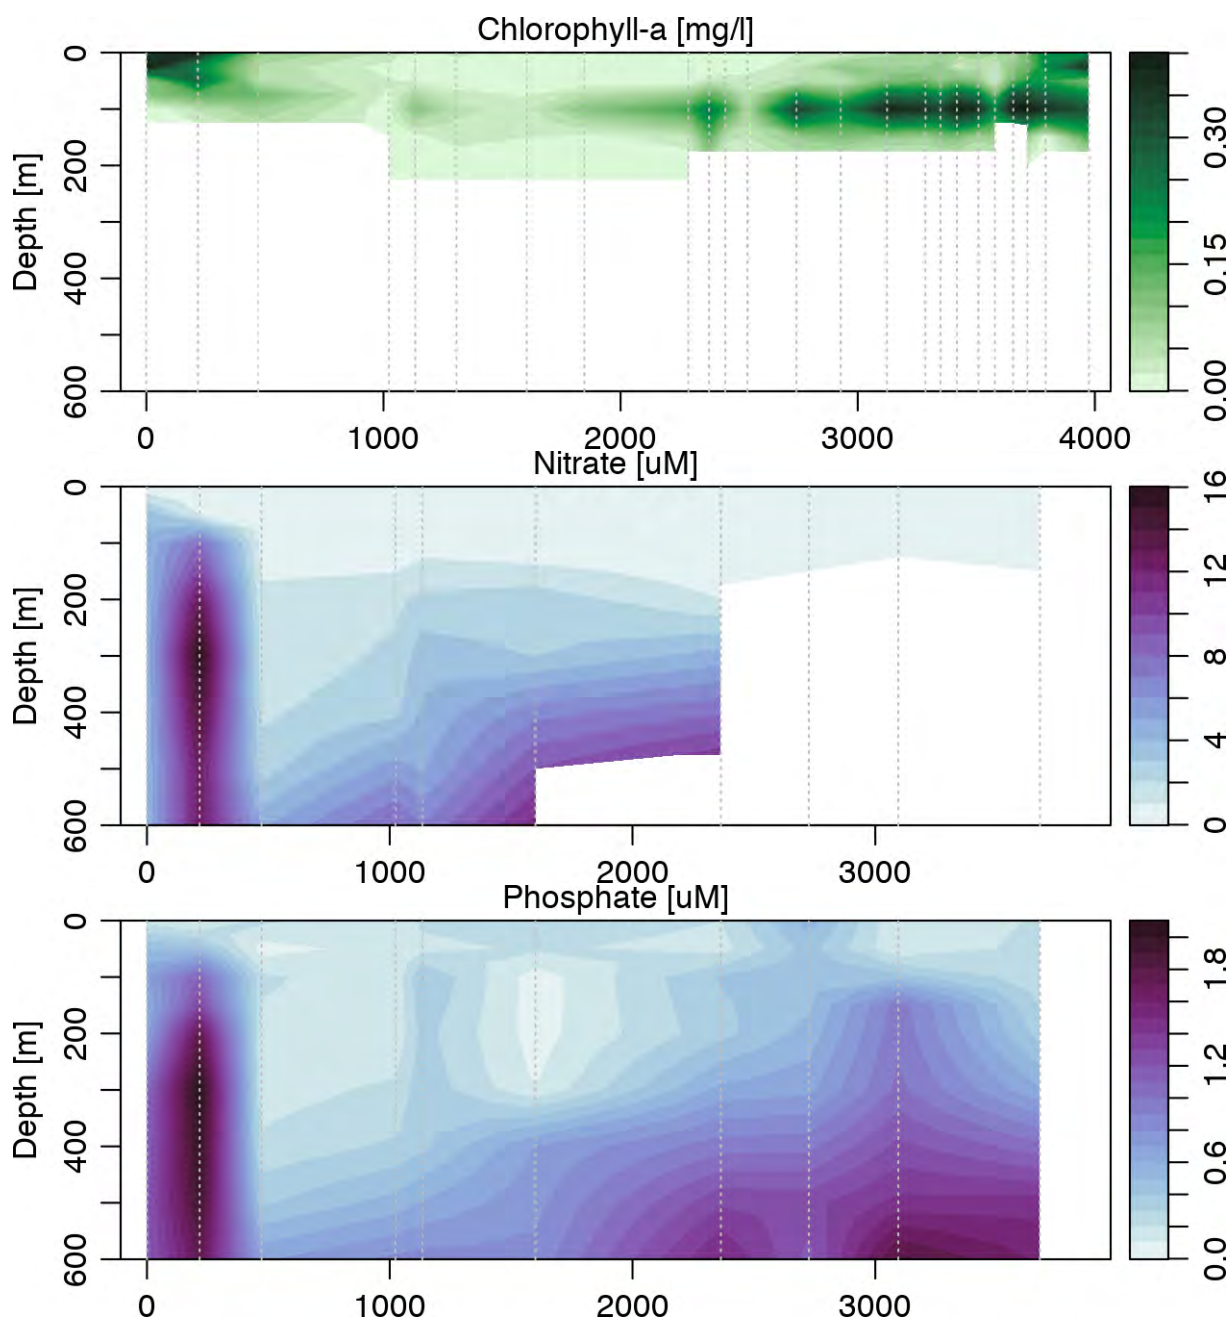 Chlorophyll-a [mg/l]
Depth [m]
0
200
400
600
0 1000 2000 3000 4000
0.00 0.15 0.30
Nitrate [uM]
Depth [m]
0
200
400
600
0 1000 2000 3000
0 4 8 12 16
Phosphate [uM]
Depth [m]
0
200
400
600
0 1000 2000 3000
0.0 0.6 1.2 1.8